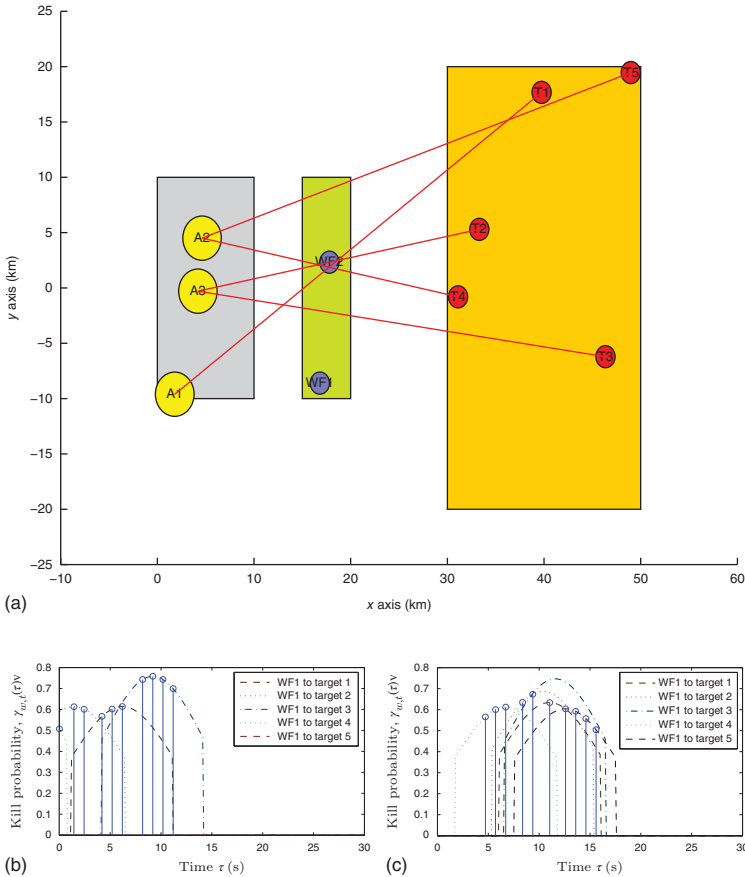 25
20
15
10
5
0
−5
−10
−15
−20
−25
y axis (km)
T5
T1
A2
T2
WF2
A3
T4
T3
WF1
A1
−10 0 10 20 30 40 50 60
(a)
x axis (km)
0.8
0.7
0.6
0.5
0.4
0.3
0.2
0.1
0
Kill probability, γw,t(τ)v
WF1 to target 1
WF1 to target 2
WF1 to target 3
WF1 to target 4
WF1 to target 5
0 5 10 15 20 25 30
(b)
Time τ (s)
0.8
0.7
0.6
0.5
0.4
0.3
0.2
0.1
0
Kill probability, γw,t(τ)v
WF1 to target 1
WF1 to target 2
WF1 to target 3
WF1 to target 4
WF1 to target 5
0 5 10 15 20 25 30
(c)
Time τ (s)